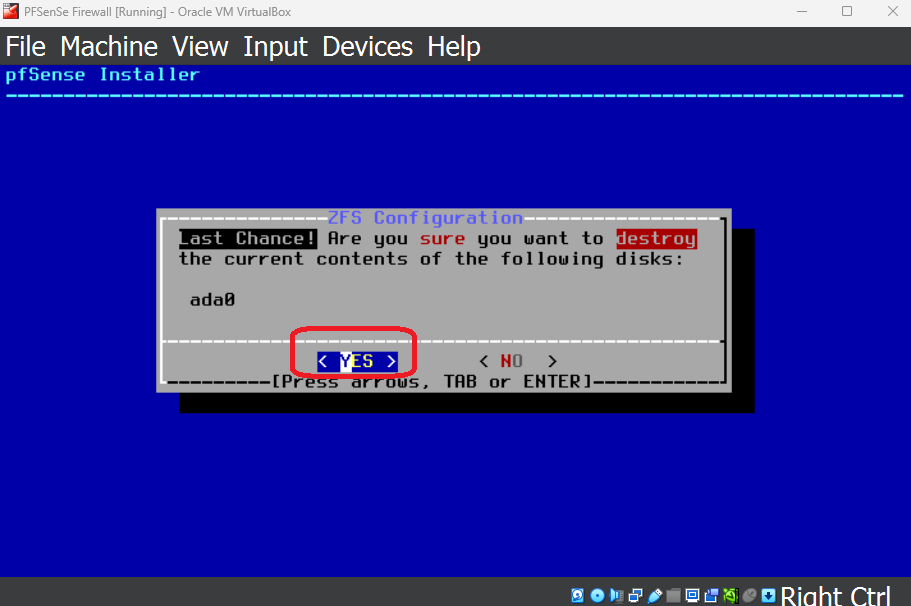 PFSenSe Firewall [Running] - Oracle VM VirtualBox
File Machine View Input Devices Help
pfSense Installer
ZFS Configuration
Last Chance! Are you sure you want to destroy
the current contents of the following disks:
ada0
< YES > < NO >
[Press arrows, TAB or ENTER]
Right Ctrl